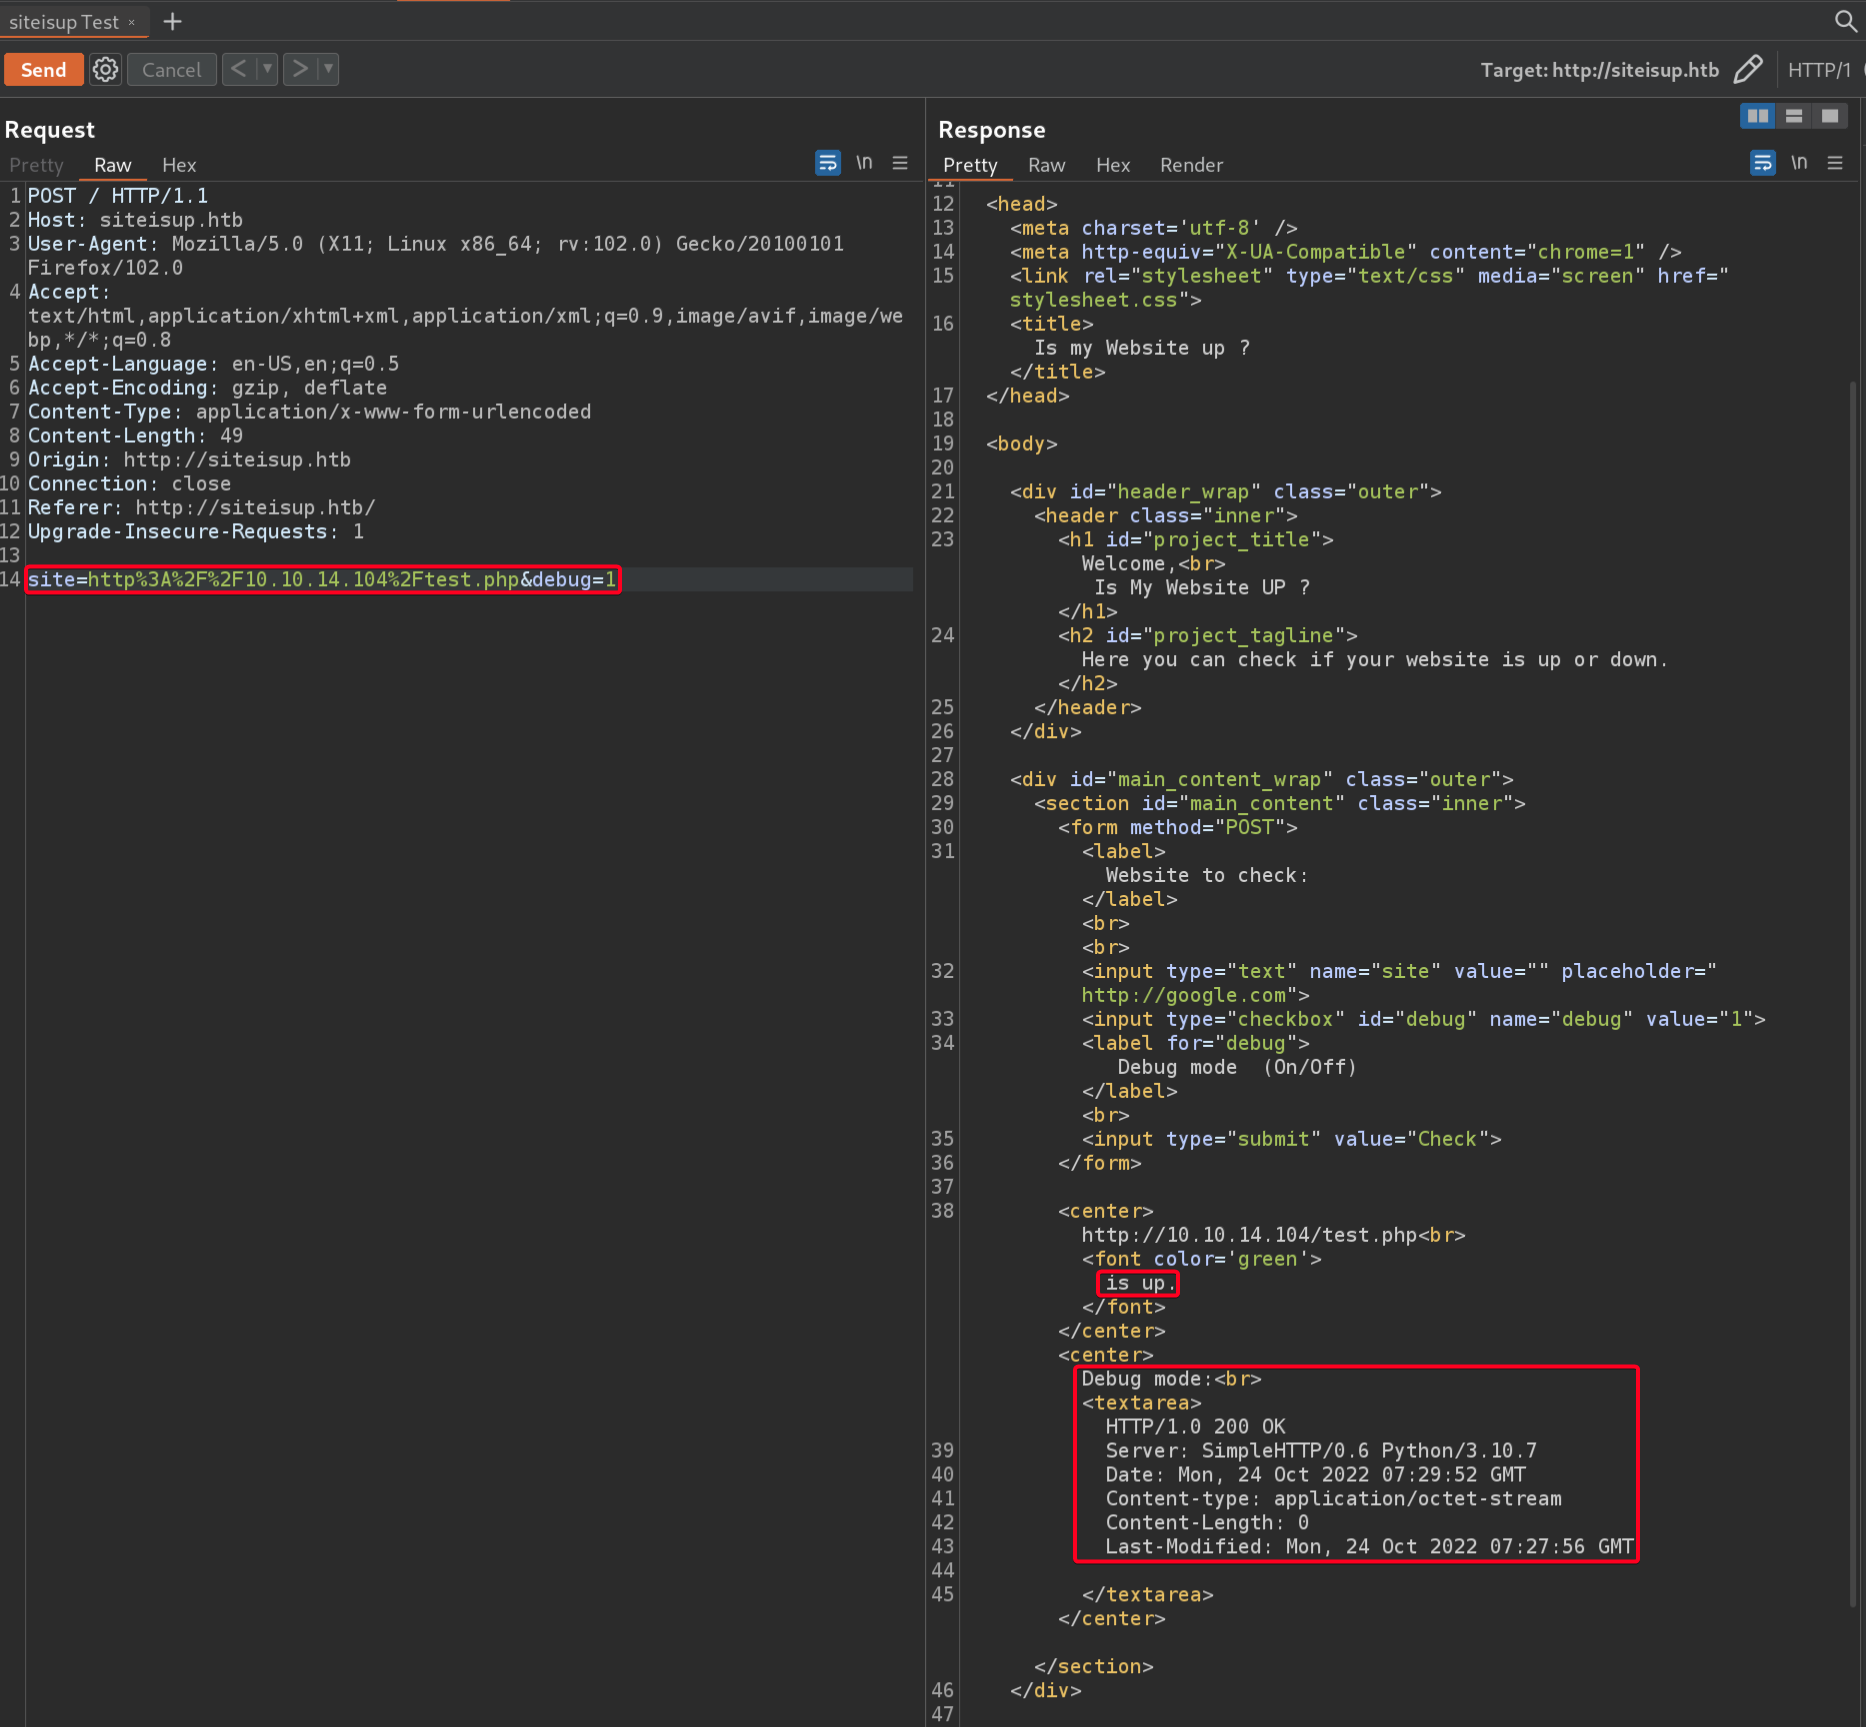 siteisup Test ×
Send Cancel Target: http://siteisup.htb HTTP/1
Request
Pretty Raw Hex \n
1 POST / HTTP/1.1
2 Host: siteisup.htb
3 User-Agent: Mozilla/5.0 (X11; Linux x86_64; rv:102.0) Gecko/20100101
Firefox/102.0
4 Accept:
text/html,application/xhtml+xml,application/xml;q=0.9,image/avif,image/we
bp,*/*;q=0.8
5 Accept-Language: en-US,en;q=0.5
6 Accept-Encoding: gzip, deflate
7 Content-Type: application/x-www-form-urlencoded
8 Content-Length: 49
9 Origin: http://siteisup.htb
10 Connection: close
11 Referer: http://siteisup.htb/
12 Upgrade-Insecure-Requests: 1
13
14 site=http%3A%2F%2F10.10.14.104%2Ftest.php&debug=1
Response
Pretty Raw Hex Render \n
11
12 <head>
13 <meta charset='utf-8' />
14 <meta http-equiv="X-UA-Compatible" content="chrome=1" />
15 <link rel="stylesheet" type="text/css" media="screen" href="
stylesheet.css">
16 <title>
Is my Website up ?
</title>
17 </head>
18
19 <body>
20
21 <div id="header_wrap" class="outer">
22 <header class="inner">
23 <h1 id="project_title">
Welcome,<br>
Is My Website UP ?
</h1>
24 <h2 id="project_tagline">
Here you can check if your website is up or down.
</h2>
25 </header>
26 </div>
27
28 <div id="main_content_wrap" class="outer">
29 <section id="main_content" class="inner">
30 <form method="POST">
31 <label>
Website to check:
</label>
<br>
<br>
32 <input type="text" name="site" value="" placeholder="
http://google.com">
33 <input type="checkbox" id="debug" name="debug" value="1">
34 <label for="debug">
Debug mode  (On/Off)
</label>
<br>
35 <input type="submit" value="Check">
36 </form>
37
38 <center>
http://10.10.14.104/test.php<br>
<font color='green'>
is up.
</font>
</center>
<center>
Debug mode:<br>
<textarea>
HTTP/1.0 200 OK
39 Server: SimpleHTTP/0.6 Python/3.10.7
40 Date: Mon, 24 Oct 2022 07:29:52 GMT
41 Content-type: application/octet-stream
42 Content-Length: 0
43 Last-Modified: Mon, 24 Oct 2022 07:27:56 GMT
44
45 </textarea>
</center>
</section>
46 </div>
47